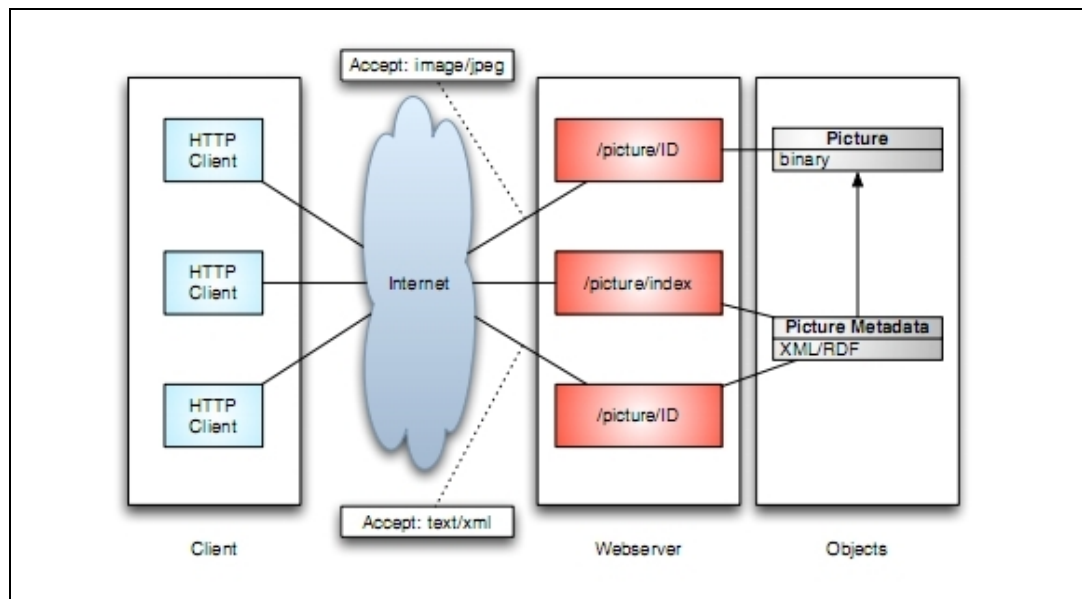 Accept: image/jpeg
HTTP
Client
/picture/ID
Picture
binary
HTTP
Client
Internet
/picture/index
Picture Metadata
XML/RDF
HTTP
Client
/picture/ID
Accept: text/xml
Client
Webserver
Objects